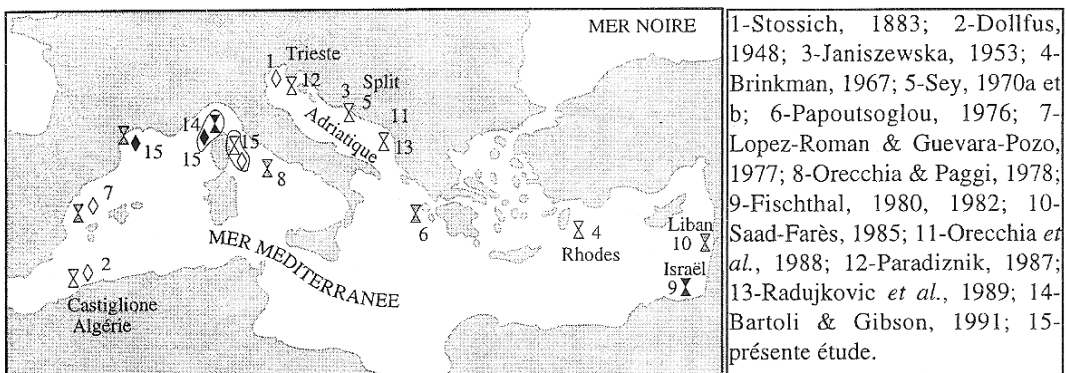 MER NOIRE
Trieste
1
12
Split
3
5
11
Adriatique
13
14
15
15
15
8
7
6
4
Rhodes
Liban
10
Israël
9
2
MER MEDITERRANEE
Castiglione
Algérie
1-Stossich, 1883; 2-Dollfus,
1948; 3-Janiszewska, 1953; 4-
Brinkman, 1967; 5-Sey, 1970a et
b; 6-Papoutsoglou, 1976; 7-
Lopez-Roman & Guevara-Pozo,
1977; 8-Orecchia & Paggi, 1978;
9-Fischthal, 1980, 1982; 10-
Saad-Farès, 1985; 11-Orecchia et
al., 1988; 12-Paradiznik, 1987;
13-Radujkovic et al., 1989; 14-
Bartoli & Gibson, 1991; 15-
présente étude.